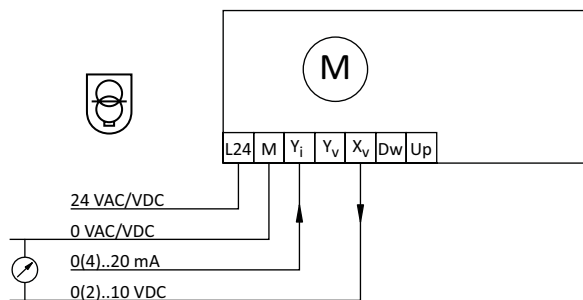 M
L24 M Yi Yv Xv Dw Up
24 VAC/VDC
0 VAC/VDC
0(4)..20 mA
0(2)..10 VDC